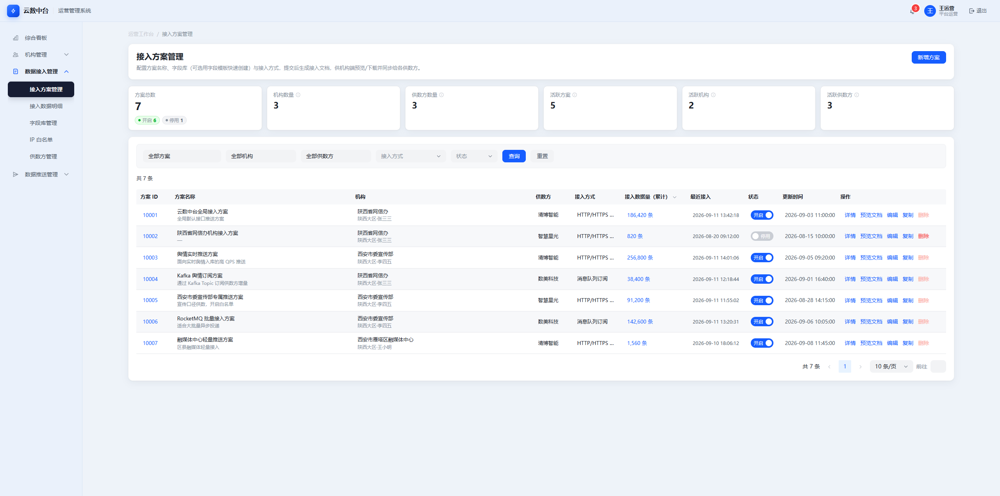 云数中台 运营管理系统 3 王 王运营 平台运营 退出
综合看板
机构管理
数据接入管理
接入方案管理
接入数据明细
字段库管理
IP 白名单
供数方管理
数据推送管理
运营工作台 / 接入方案管理
接入方案管理 新增方案
配置方案名称、字段库（可选用字段模板快速创建）与接入方式，提交后生成接入文档，供机构端预览/下载并同步给各供数方。
方案总数 机构数量 供数方数量 活跃方案 活跃机构 活跃供数方
7 3 3 5 2 3
开启 6 停用 1
全部方案 全部机构 全部供数方 接入方式 状态 查询 重置
共 7 条
方案 ID 方案名称 机构 供数方 接入方式 接入数据量（累计） 最近接入 状态 更新时间 操作
10001 云数中台全局接入方案 陕西省网信办 清博智能 HTTP/HTTPS ... 186,420 条 2026-09-11 13:42:18 开启 2026-09-03 11:00:00 详情 预览文档 编辑 复制 删除
全局默认接口推送方案 陕西大区·张三三
10002 陕西省网信办机构接入方案 陕西省网信办 智慧星光 HTTP/HTTPS ... 820 条 2026-08-20 09:12:00 停用 2026-08-15 10:00:00 详情 预览文档 编辑 复制 删除
— 陕西大区·张三三
10003 舆情实时推送方案 西安市委宣传部 清博智能 HTTP/HTTPS ... 256,800 条 2026-09-11 14:01:06 开启 2026-09-05 09:20:00 详情 预览文档 编辑 复制 删除
面向实时舆情入库的高 QPS 推送 陕西大区·李四五
10004 Kafka 舆情订阅方案 陕西省网信办 数美科技 消息队列订阅 38,400 条 2026-09-11 12:18:44 开启 2026-09-01 16:40:00 详情 预览文档 编辑 复制 删除
通过 Kafka Topic 订阅供数方增量 陕西大区·张三三
10005 西安市委宣传部专属推送方案 西安市委宣传部 智慧星光 HTTP/HTTPS ... 91,200 条 2026-09-11 11:55:02 开启 2026-08-28 14:15:00 详情 预览文档 编辑 复制 删除
宣传口径供数，开启白名单 陕西大区·李四五
10006 RocketMQ 批量接入方案 西安市委宣传部 数美科技 消息队列订阅 142,600 条 2026-09-11 13:20:31 开启 2026-09-06 10:05:00 详情 预览文档 编辑 复制 删除
适合大批量异步投递 陕西大区·李四五
10007 融媒体中心轻量推送方案 西安市雁塔区融媒体中心 清博智能 HTTP/HTTPS ... 1,560 条 2026-09-10 18:06:12 开启 2026-09-08 11:45:00 详情 预览文档 编辑 复制 删除
区县融媒体轻量接入 陕西大区·王小明
共 7 条 1 10 条/页 前往